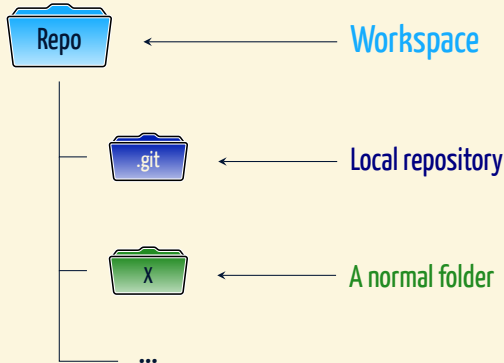 Repo
Workspace
.git
Local repository
X
A normal folder
...